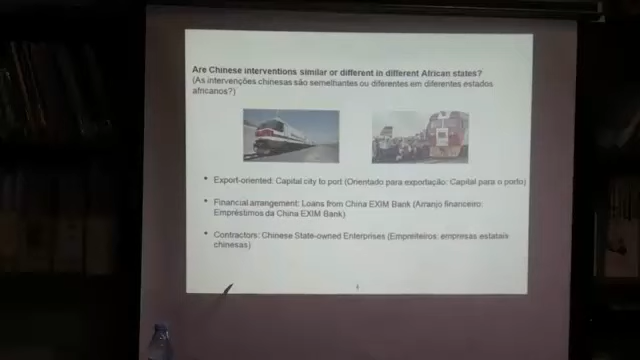 Are Chinese interventions similar or different in different African states?
(As intervenções chinesas são semelhantes ou diferentes em diferentes estados
africanos?)
• Export-oriented: Capital city to port (Orientado para exportação: Capital para o porto)
• Financial arrangement: Loans from China EXIM Bank (Arranjo financeiro:
Empréstimos da China EXIM Bank)
• Contractors: Chinese State-owned Enterprises (Empreiteiros: empresas estatais
chinesas)